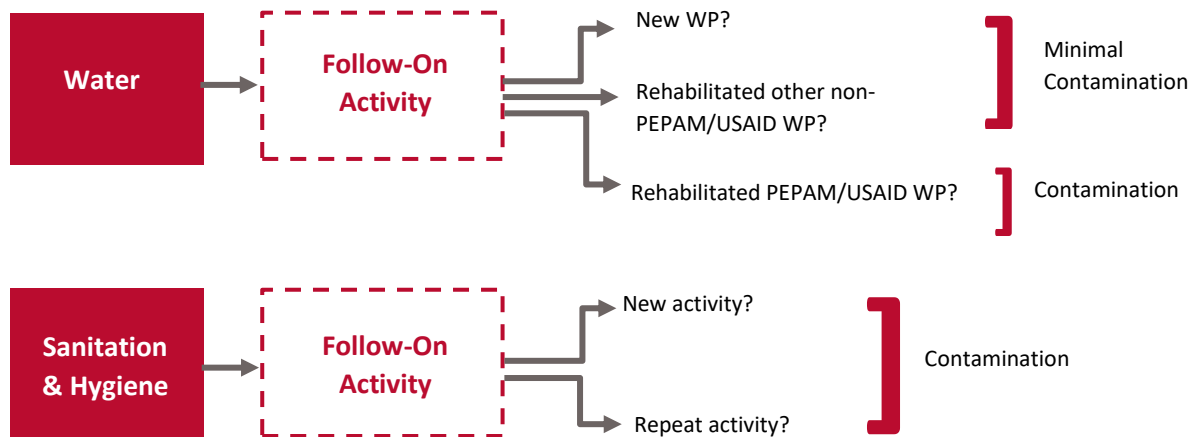 Water
Follow-On
Activity
New WP?
Rehabilitated other non-
PEPAM/USAID WP?
Rehabilitated PEPAM/USAID WP?
Minimal
Contamination
Contamination
Sanitation
& Hygiene
Follow-On
Activity
New activity?
Repeat activity?
Contamination